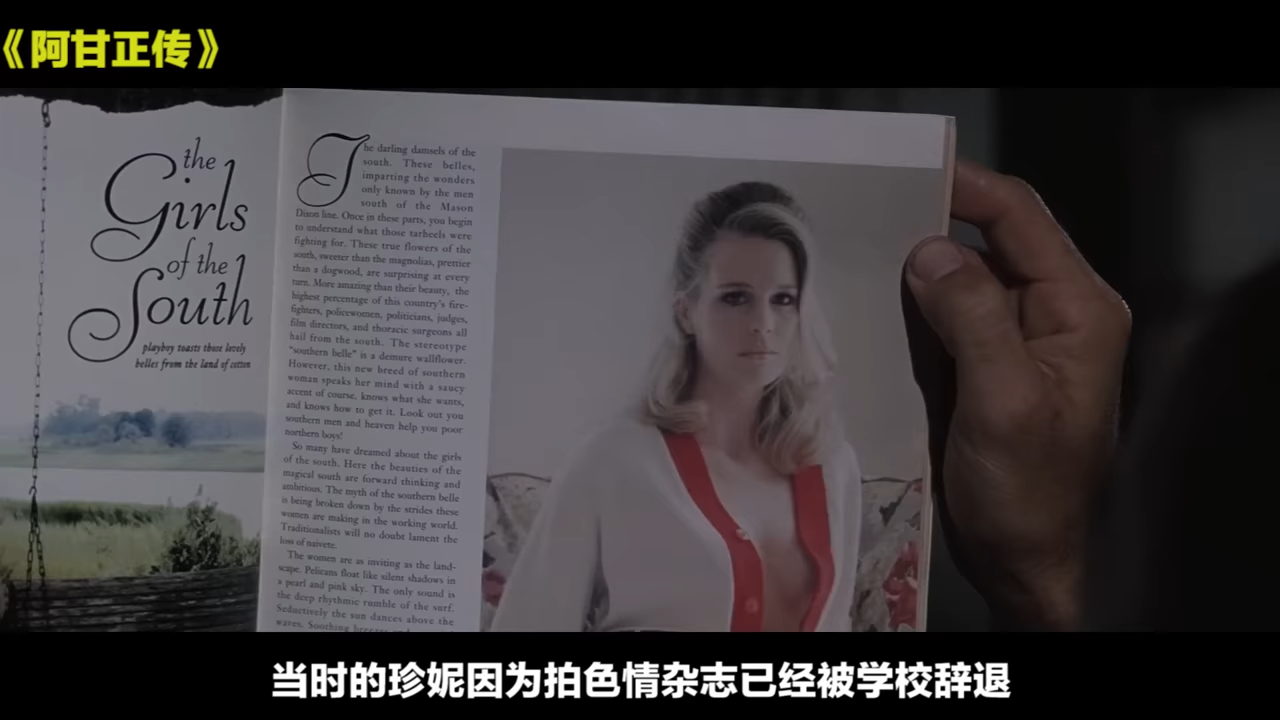 《阿甘正传》
the
Girls
of the
South
playboy toasts those lovely
belles from the land of cotton
The darling damsels of the
south. These belles,
imparting the wonders
only known by the men
south of the Mason
Dixon line. Once in these parts, you begin
to understand what those tarheels were
fighting for. These true flowers of the
south, sweeter than the magnolias, prettier
than a dogwood, are surprising at every
turn. More amazing than their beauty, the
highest percentage of this country's fire-
fighters, policewomen, politicians, judges,
film directors, and thoracic surgeons all
hail from the south. The stereotype
"southern belle" is a demure wallflower.
However, this new breed of southern
woman speaks her mind with a saucy
accent of course, knows what she wants,
and knows how to get it. Look out you
southern men and heaven help you poor
northern boys!
So many have dreamed about the girls
of the south. Here the beauties of the
magical south are forward thinking and
ambitious. The myth of the southern belle
is being broken down by the strides these
women are making in the working world.
Traditionalists will no doubt lament the
loss of naivete.
The women are as inviting as the land-
scape. Pelicans float like silent shadows in
a pearl and pink sky. The only sound is
the deep rhythmic rumble of the surf.
Seductively the sun dances above the
waves. Soothing breezes
当时的珍妮因为拍色情杂志已经被学校辞退